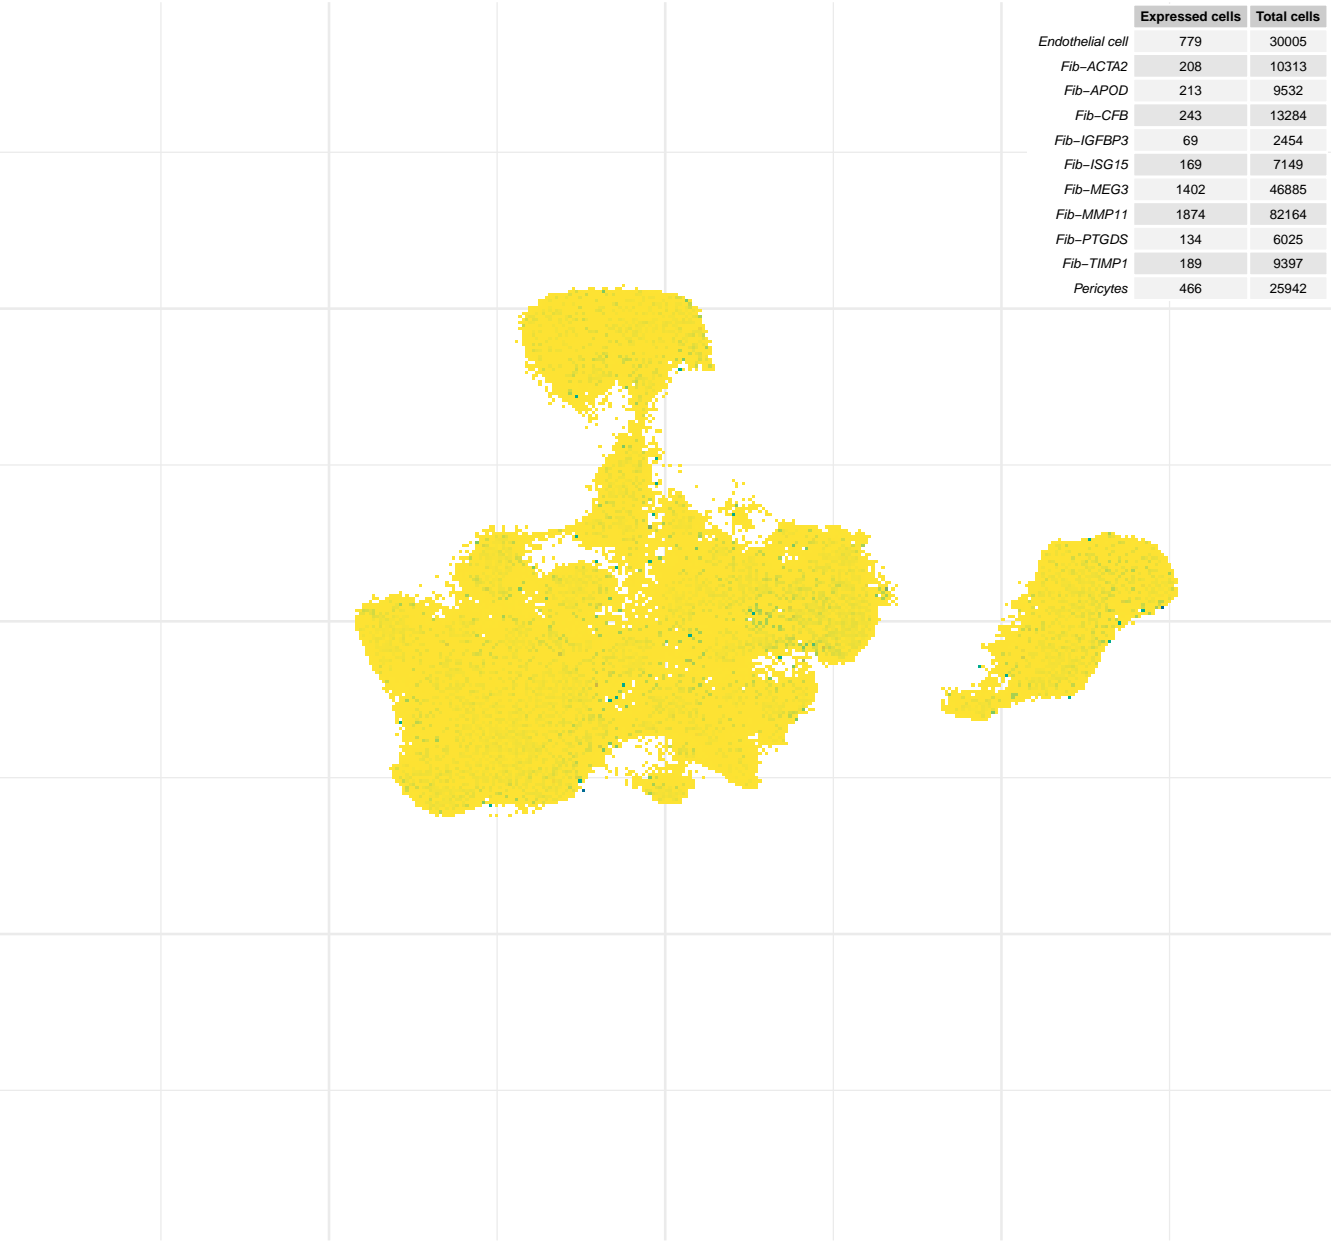 Expressed cells Total cells
Endothelial cell 779 30005
Fib−ACTA2 208 10313
Fib−APOD 213 9532
Fib−CFB 243 13284
Fib−IGFBP3 69 2454
Fib−ISG15 169 7149
Fib−MEG3 1402 46885
Fib−MMP11 1874 82164
Fib−PTGDS 134 6025
Fib−TIMP1 189 9397
Pericytes 466 25942